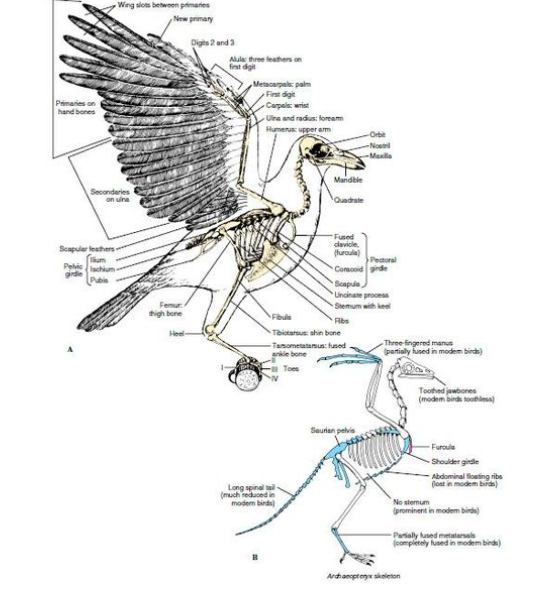 Wing slots between primaries
New primary
Digits 2 and 3
Alula: three feathers on
first digit
Metacarpals: palm
First digit
Carpals: wrist
Ulna and radius: forearm
Humerus: upper arm
Primaries on
hand bones
Orbit
Nostril
Maxilla
Mandible
Quadrate
Secondaries
on ulna
Scapular feathers
Pelvic
girdle
Ilium
Ischium
Pubis
Fused
clavicle,
(furcula)
Coracoid
Scapula
Pectoral
girdle
Uncinate process
Sternum with keel
Ribs
Femur:
thigh bone
Fibula
Heel
Tibiotarsus: shin bone
Tarsometatarsus: fused
ankle bone
A
I
II
III
IV
Toes
Three-fingered manus
(partially fused in modern birds)
Toothed jawbones
(modern birds toothless)
Saurian pelvis
Furcula
Shoulder girdle
Abdominal floating ribs
(lost in modern birds)
Long spinal tail
(much reduced in
modern birds)
No sternum
(prominent in modern birds)
Partially fused metatarsals
(completely fused in modern birds)
B
Archaeopteryx skeleton